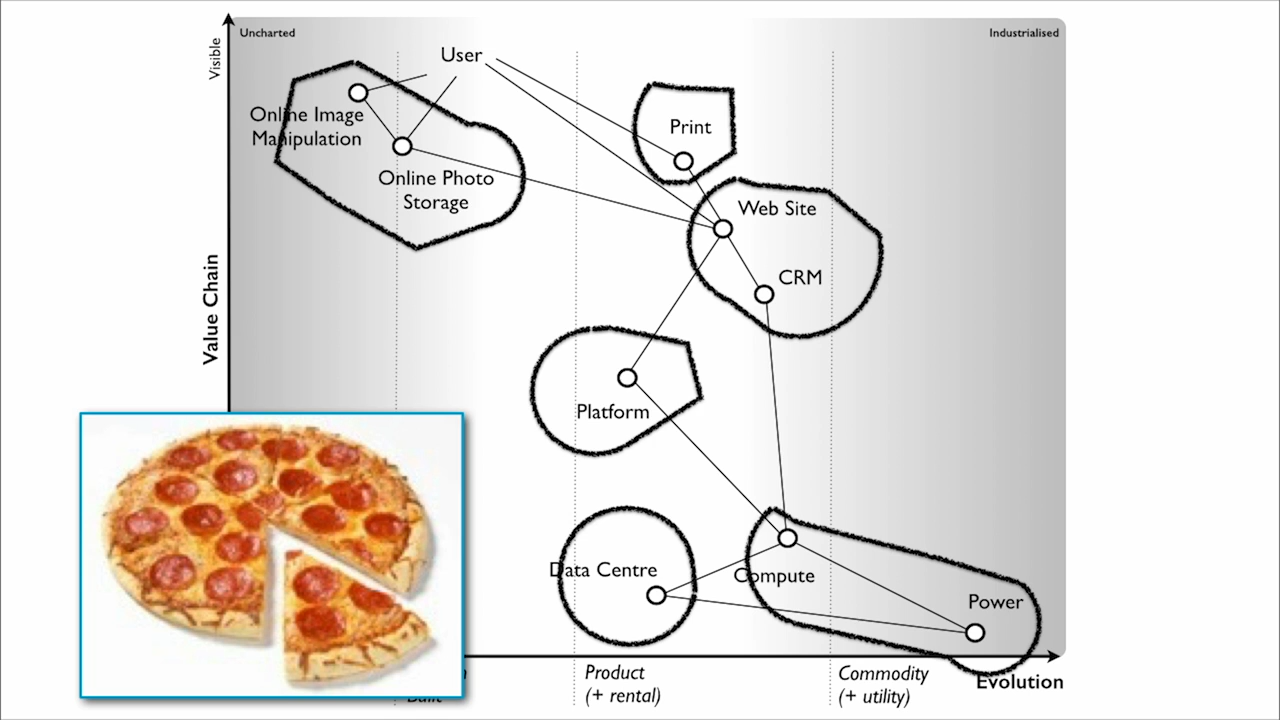 Uncharted
Industrialised
Visible
User
Online Image
Manipulation
Print
Online Photo
Storage
Web Site
CRM
Value Chain
Platform
Data Centre
Compute
Power
Product
(+ rental)
Commodity
(+ utility)
Evolution